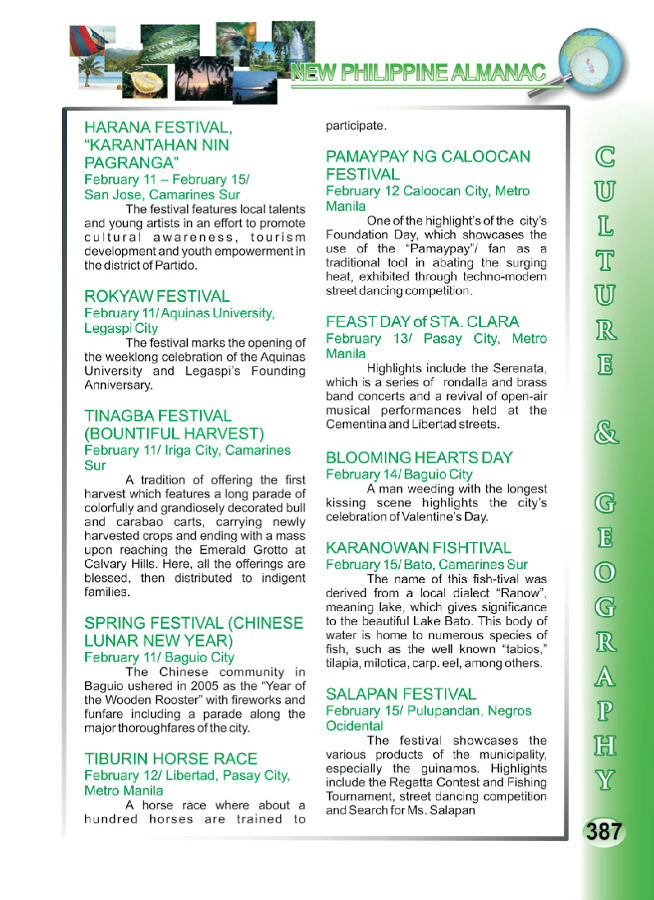 NEW PHILIPPINE ALMANAC
HARANA FESTIVAL,
“KARANTAHAN NIN
PAGRANGA”
February 11 – February 15/
San Jose, Camarines Sur
The festival features local talents
and young artists in an effort to promote
cultural awareness, tourism
development and youth empowerment in
the district of Partido.
ROKYAW FESTIVAL
February 11/ Aquinas University,
Legaspi City
The festival marks the opening of
the weeklong celebration of the Aquinas
University and Legaspi’s Founding
Anniversary.
TINAGBA FESTIVAL
(BOUNTIFUL HARVEST)
February 11/ Iriga City, Camarines
Sur
A tradition of offering the first
harvest which features a long parade of
colorfully and grandiosely decorated bull
and carabao carts, carrying newly
harvested crops and ending with a mass
upon reaching the Emerald Grotto at
Calvary Hills. Here, all the offerings are
blessed, then distributed to indigent
families.
SPRING FESTIVAL (CHINESE
LUNAR NEW YEAR)
February 11/ Baguio City
The Chinese community in
Baguio ushered in 2005 as the “Year of
the Wooden Rooster” with fireworks and
funfare including a parade along the
major thoroughfares of the city.
TIBURIN HORSE RACE
February 12/ Libertad, Pasay City,
Metro Manila
A horse race where about a
hundred horses are trained to
participate.
PAMAYPAY NG CALOOCAN
FESTIVAL
February 12 Caloocan City, Metro
Manila
One of the highlight’s of the city’s
Foundation Day, which showcases the
use of the “Pamaypay”/ fan as a
traditional tool in abating the surging
heat, exhibited through techno-modern
street dancing competition.
FEAST DAY of STA. CLARA
February 13/ Pasay City, Metro
Manila
Highlights include the Serenata,
which is a series of rondalla and brass
band concerts and a revival of open-air
musical performances held at the
Cementina and Libertad streets.
BLOOMING HEARTS DAY
February 14/ Baguio City
A man weeding with the longest
kissing scene highlights the city’s
celebration of Valentine’s Day.
KARANOWAN FISHTIVAL
February 15/ Bato, Camarines Sur
The name of this fish-tival was
derived from a local dialect “Ranow”,
meaning lake, which gives significance
to the beautiful Lake Bato. This body of
water is home to numerous species of
fish, such as the well known “tabios,”
tilapia, milotica, carp. eel, among others.
SALAPAN FESTIVAL
February 15/ Pulupandan, Negros
Ocidental
The festival showcases the
various products of the municipality,
especially the guinamos. Highlights
include the Regatta Contest and Fishing
Tournament, street dancing competition
and Search for Ms. Salapan
CULTURE & GEOGRAPHY
387